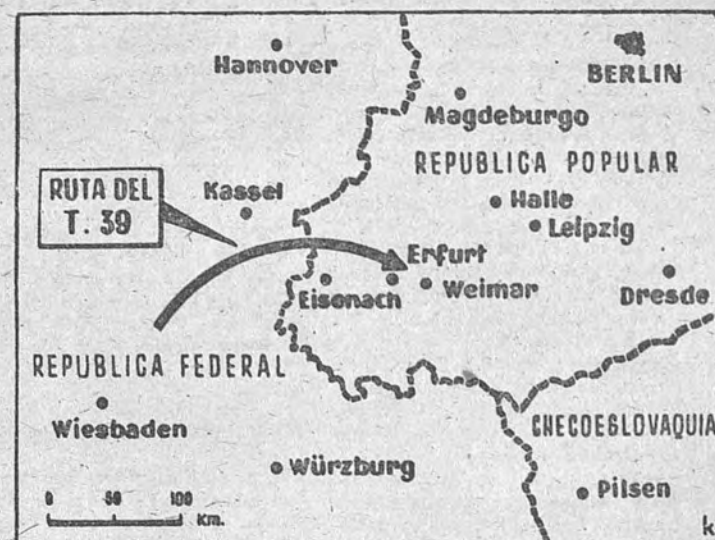 Hannover
BERLIN
Magdeburgo
REPUBLICA POPULAR
RUTA DEL
T. 39
Kassel
Halle
Leipzig
Erfurt
Eisenach
Weimar
Dresde
REPUBLICA FEDERAL
Wiesbaden
CHECOESLOVAQUIA
Würzburg
Pilsen
0 50 100
Km.
k